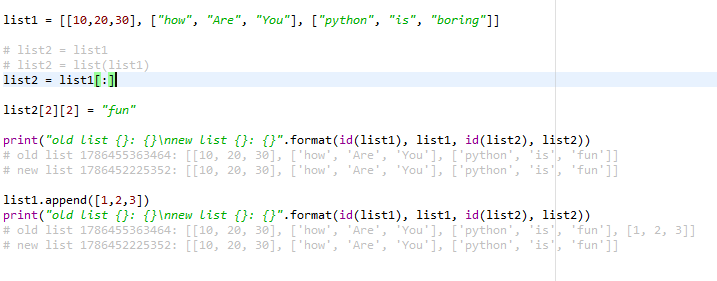 list1 = [[10,20,30], ["how", "Are", "You"], ["python", "is", "boring"]]
# list2 = list1
# list2 = list(list1)
list2 = list1[:]
list2[2][2] = "fun"
print("old list {}: {}\nnew list {}: {}".format(id(list1), list1, id(list2), list2))
# old list 1786455363464: [[10, 20, 30], ['how', 'Are', 'You'], ['python', 'is', 'fun']]
# new list 1786452225352: [[10, 20, 30], ['how', 'Are', 'You'], ['python', 'is', 'fun']]
list1.append([1,2,3])
print("old list {}: {}\nnew list {}: {}".format(id(list1), list1, id(list2), list2))
# old list 1786455363464: [[10, 20, 30], ['how', 'Are', 'You'], ['python', 'is', 'fun'], [1, 2, 3]]
# new list 1786452225352: [[10, 20, 30], ['how', 'Are', 'You'], ['python', 'is', 'fun']]